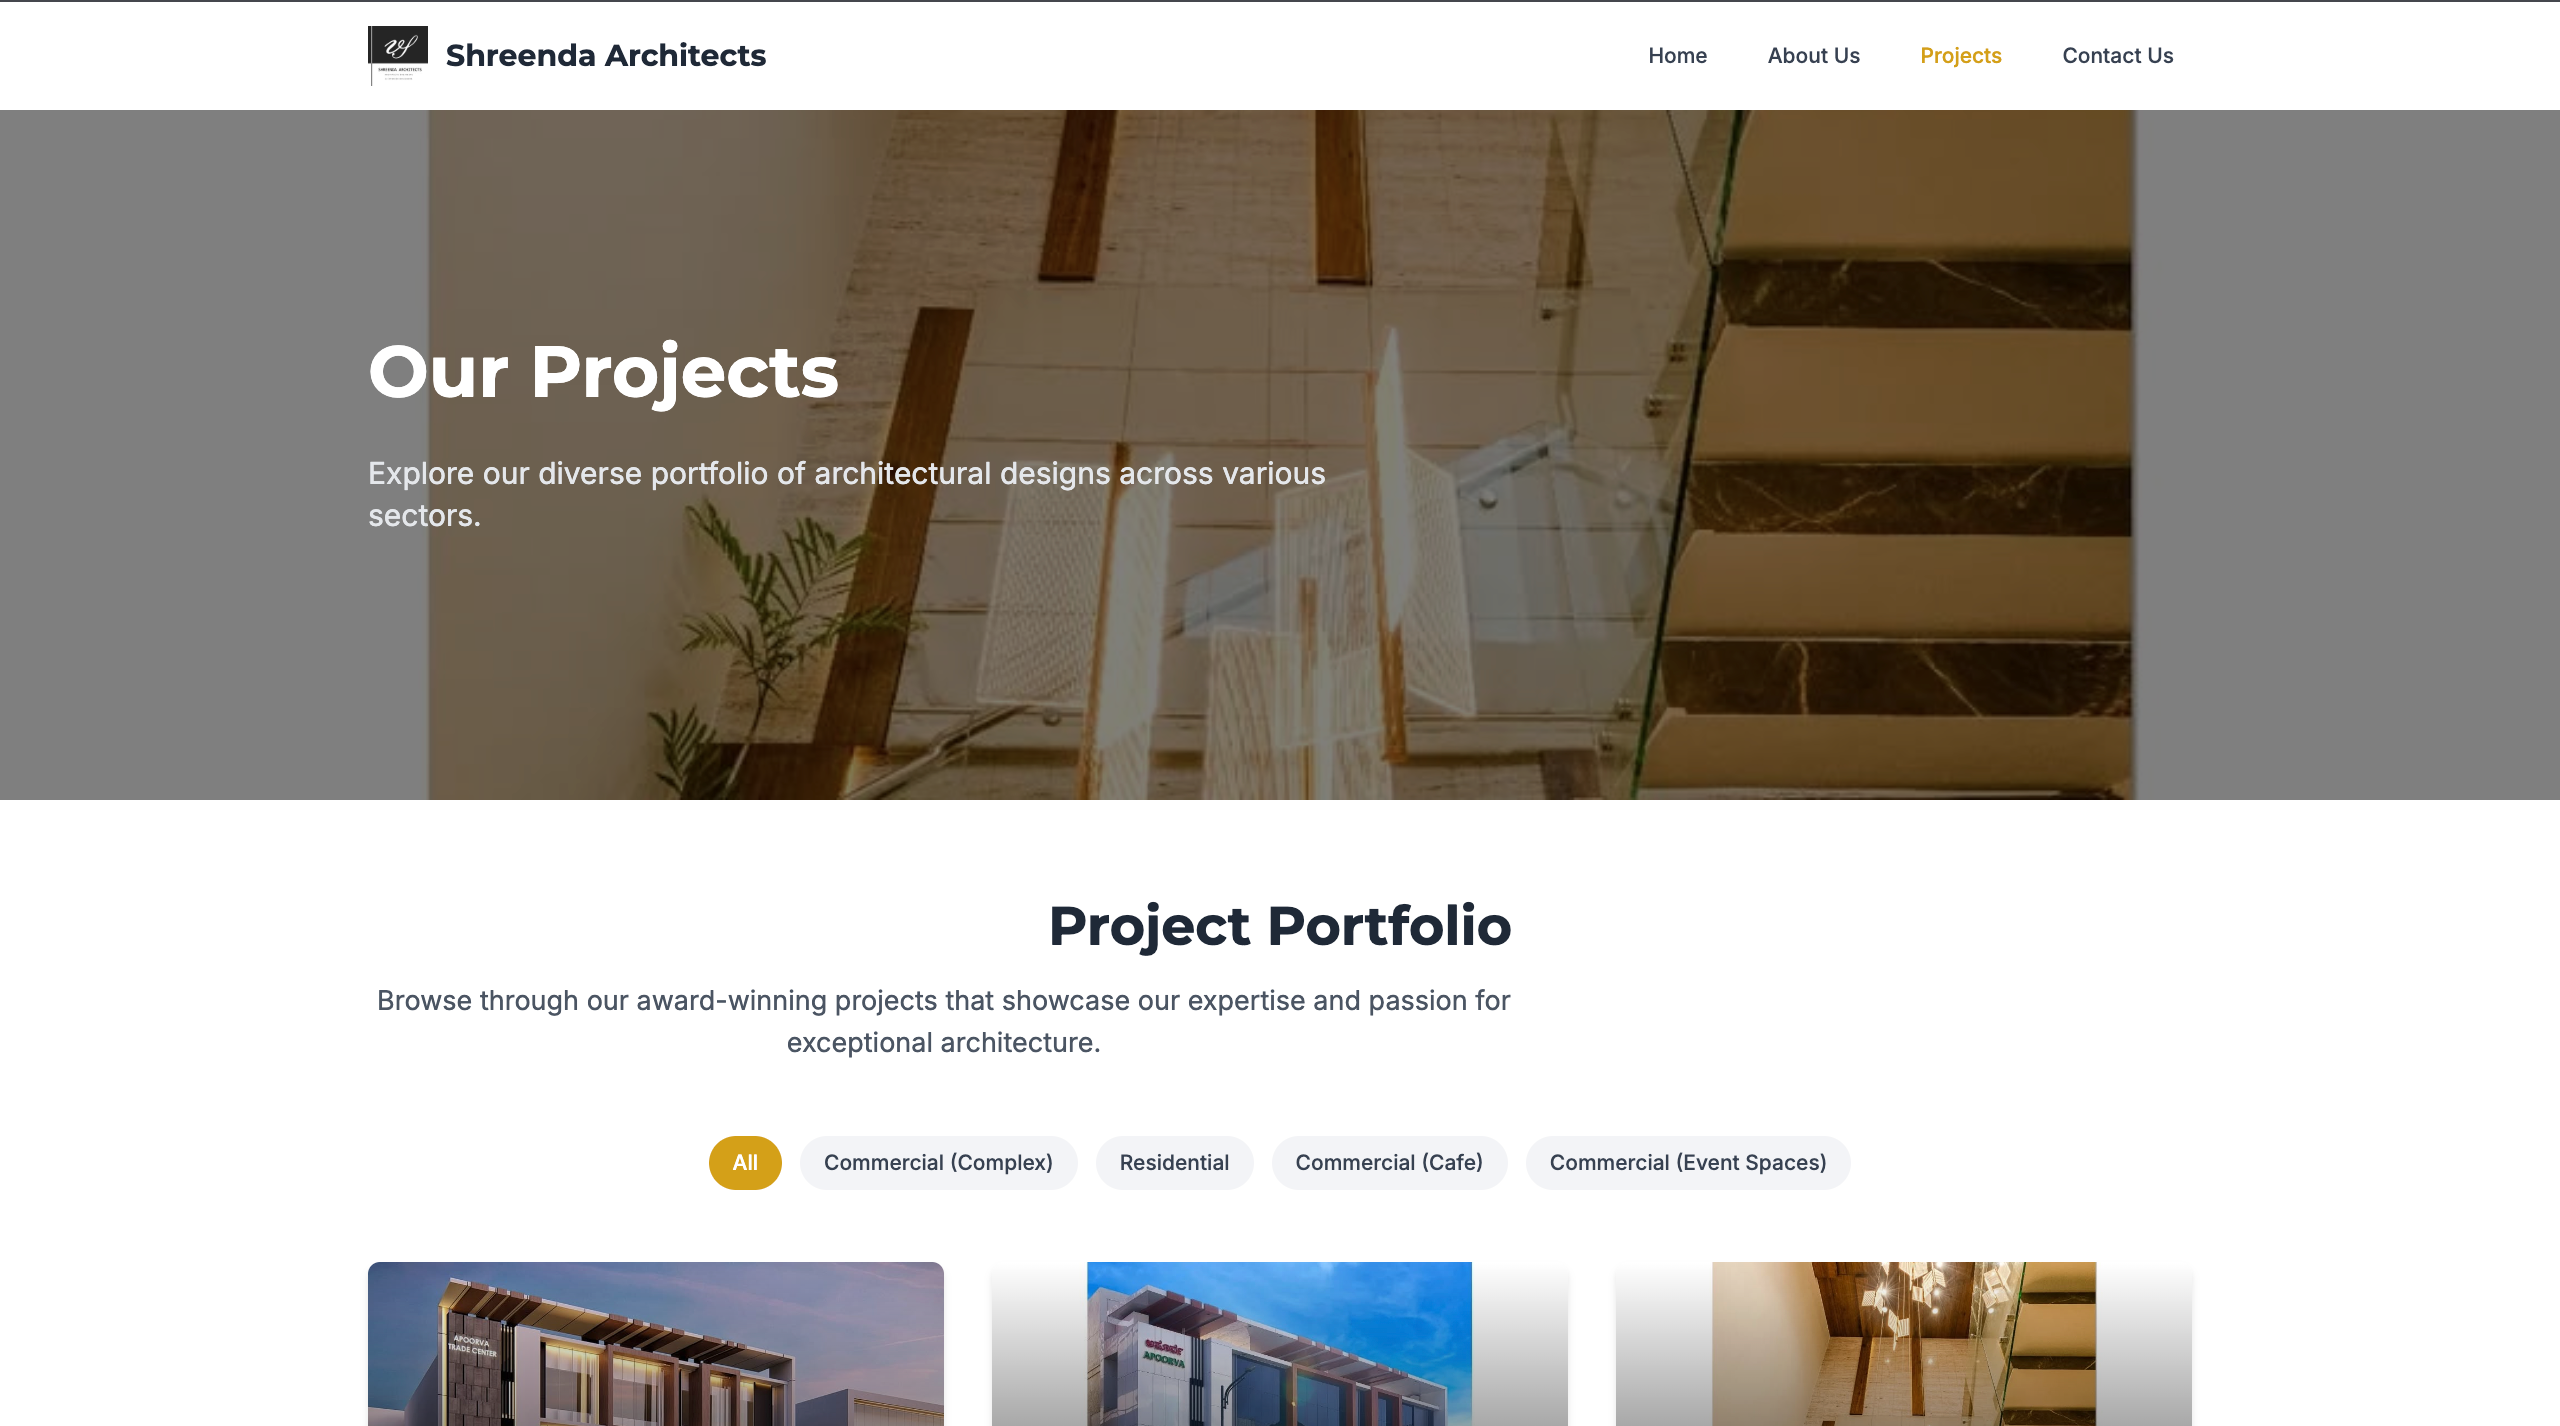 SHREENDA ARCHITECTS
Shreenda Architects
Home
About Us
Projects
Contact Us
Our Projects
Explore our diverse portfolio of architectural designs across various
sectors.
Project Portfolio
Browse through our award-winning projects that showcase our expertise and passion for
exceptional architecture.
All
Commercial (Complex)
Residential
Commercial (Cafe)
Commercial (Event Spaces)
APOORVA
TRADE CENTER
APOORVA